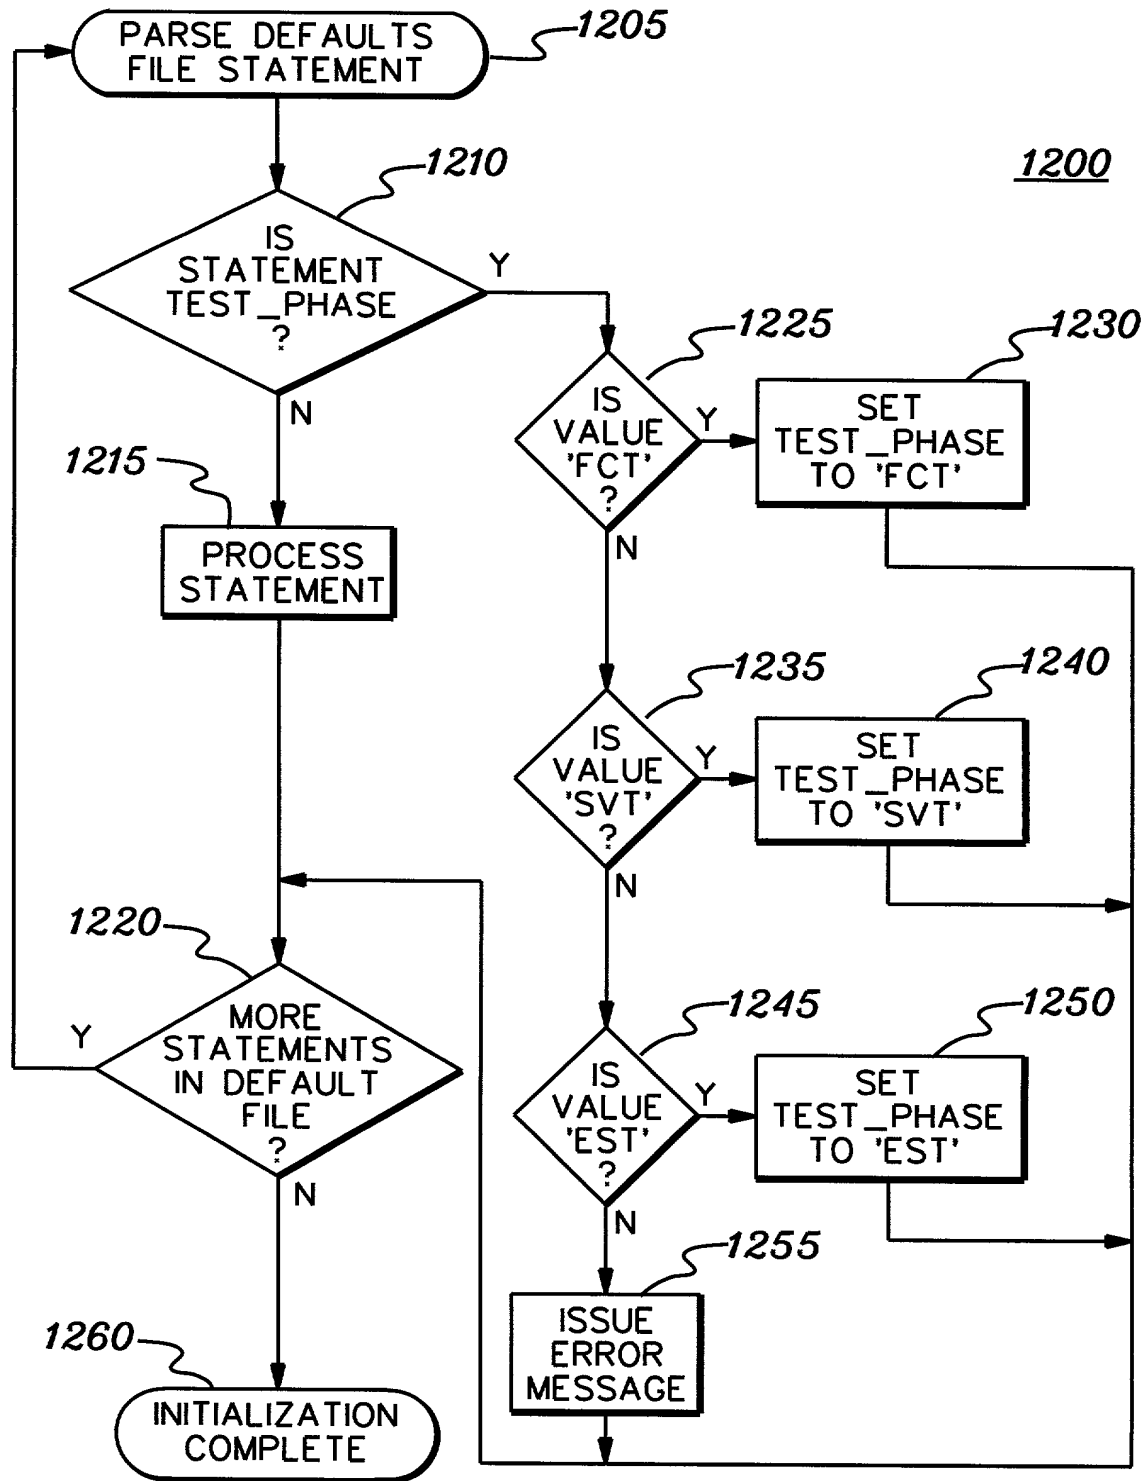 PARSE DEFAULTS
FILE STATEMENT
1205
1200
1210
IS
STATEMENT
TEST_PHASE
?
Y
N
1215
PROCESS
STATEMENT
1225
IS
VALUE
'FCT'
?
Y
N
1230
SET
TEST_PHASE
TO 'FCT'
1235
IS
VALUE
'SVT'
?
Y
N
1240
SET
TEST_PHASE
TO 'SVT'
1220
MORE
STATEMENTS
IN DEFAULT
FILE
?
Y
N
1245
IS
VALUE
'EST'
?
Y
N
1250
SET
TEST_PHASE
TO 'EST'
1255
ISSUE
ERROR
MESSAGE
1260
INITIALIZATION
COMPLETE